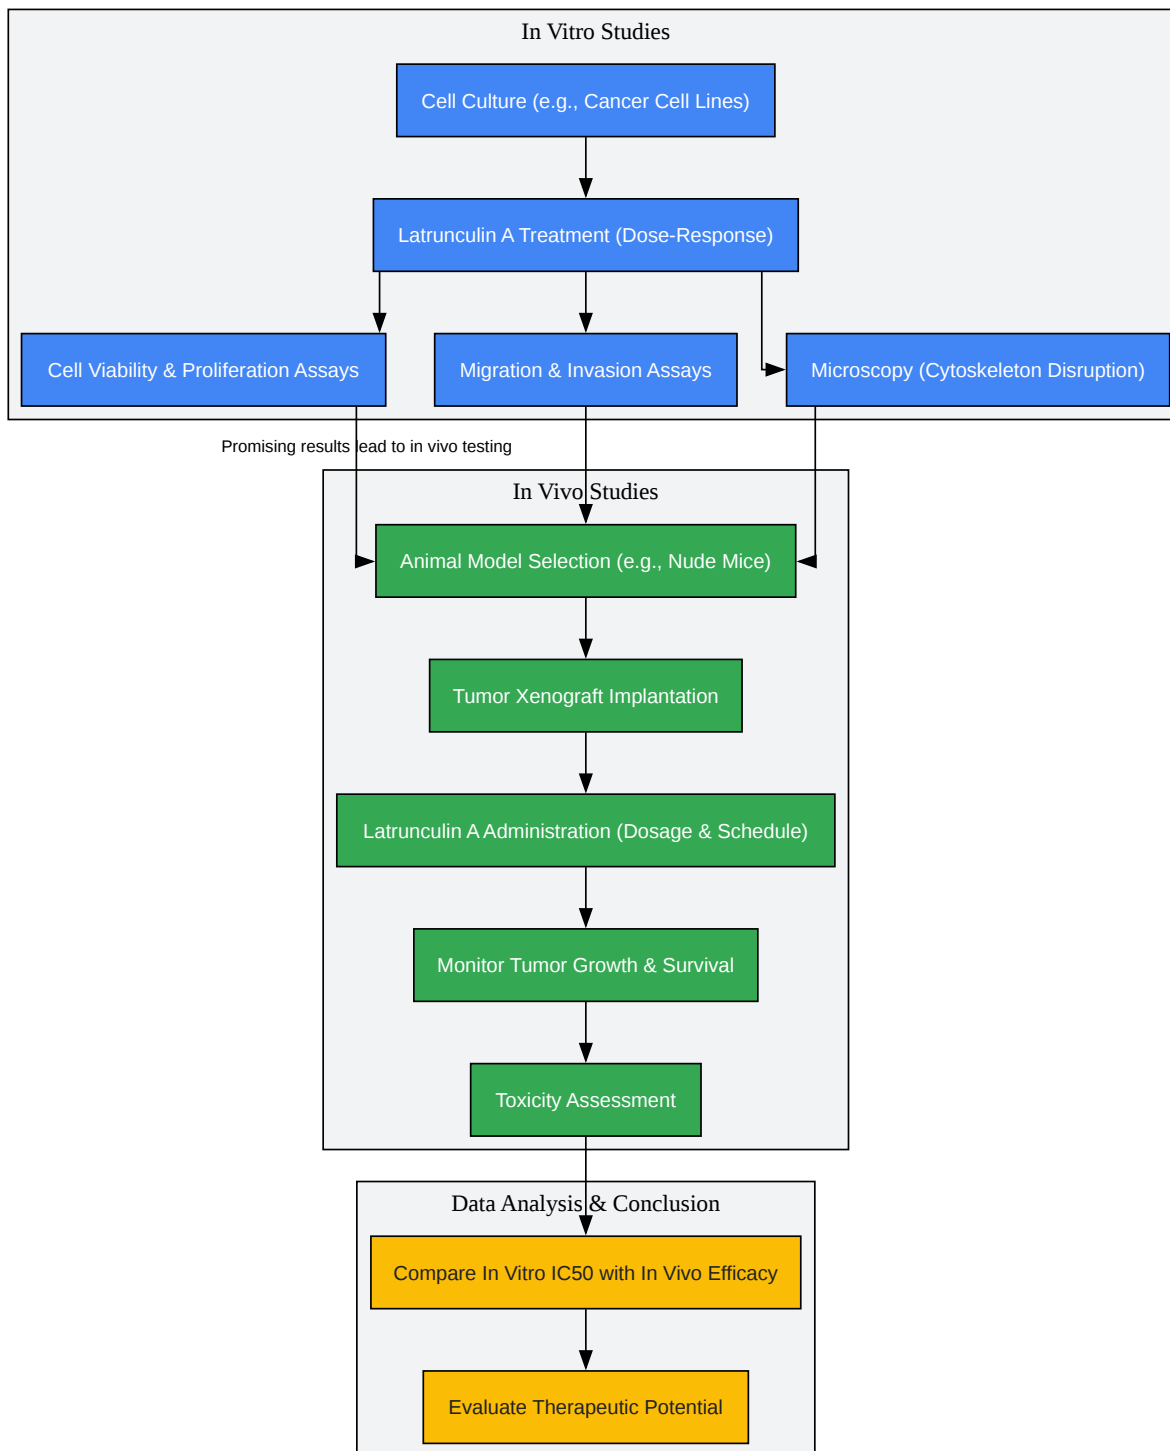 In Vitro Studies
Cell Culture (e.g., Cancer Cell Lines)
Latrunculin A Treatment (Dose-Response)
Cell Viability & Proliferation Assays
Migration & Invasion Assays
Microscopy (Cytoskeleton Disruption)
Promising results lead to in vivo testing
In Vivo Studies
Animal Model Selection (e.g., Nude Mice)
Tumor Xenograft Implantation
Latrunculin A Administration (Dosage & Schedule)
Monitor Tumor Growth & Survival
Toxicity Assessment
Data Analysis & Conclusion
Compare In Vitro IC50 with In Vivo Efficacy
Evaluate Therapeutic Potential